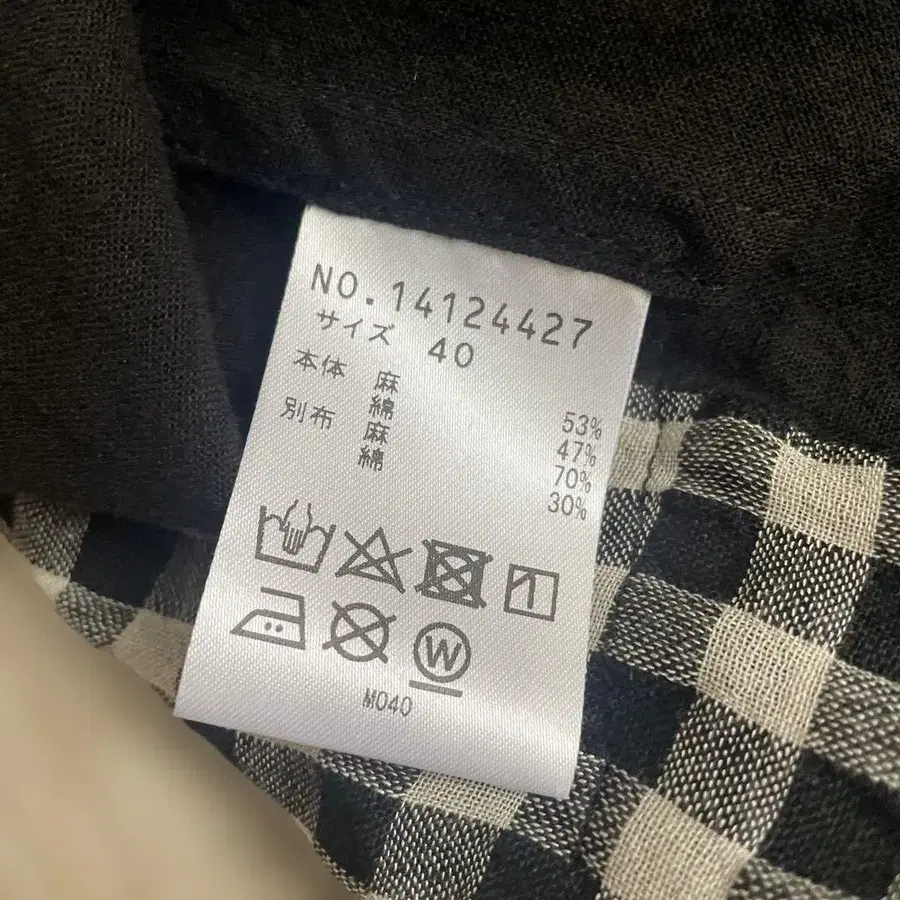 NO.14124427
サイズ 40
本体 麻 53%
綿 47%
別布 麻 70%
綿 30%
W
M040